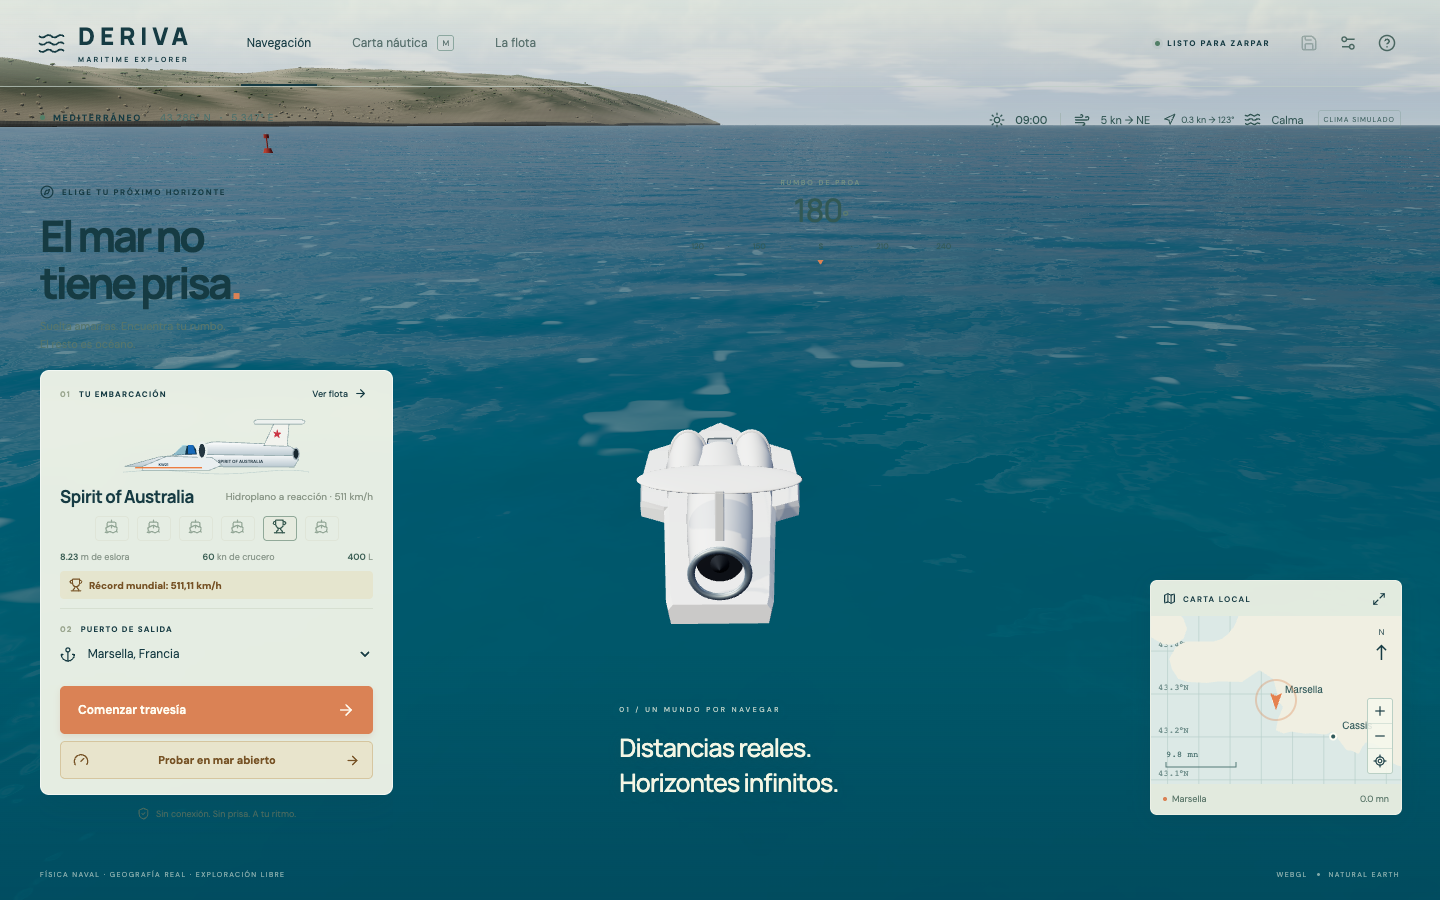 DERIVA
MARITIME EXPLORER
Navegación
Carta náutica M
La flota
LISTO PARA ZARPAR
MEDITERRÁNEO
09:00
5 kn → NE
0.3 kn → 123°
Calma
CLIMA SIMULADO
ELIGE TU PRÓXIMO HORIZONTE
RUMBO DE PROA
180
El mar no
tiene prisa.
01 TU EMBARCACIÓN
Ver flota
KW21
SPIRIT OF AUSTRALIA
Spirit of Australia
Hidroplano a reacción · 511 km/h
8.23 m de eslora
60 kn de crucero
400 L
Récord mundial: 511,11 km/h
02 PUERTO DE SALIDA
Marsella, Francia
Comenzar travesía
Probar en mar abierto
Sin conexión. Sin prisa. A tu ritmo.
01 / UN MUNDO POR NAVEGAR
Distancias reales.
Horizontes infinitos.
CARTA LOCAL
N
43.3°N
Marsella
43.2°N
Cassi
9.8 mn
43.1°N
Marsella
0.0 mn
FÍSICA NAVAL · GEOGRAFÍA REAL · EXPLORACIÓN LIBRE
WEBGL • NATURAL EARTH